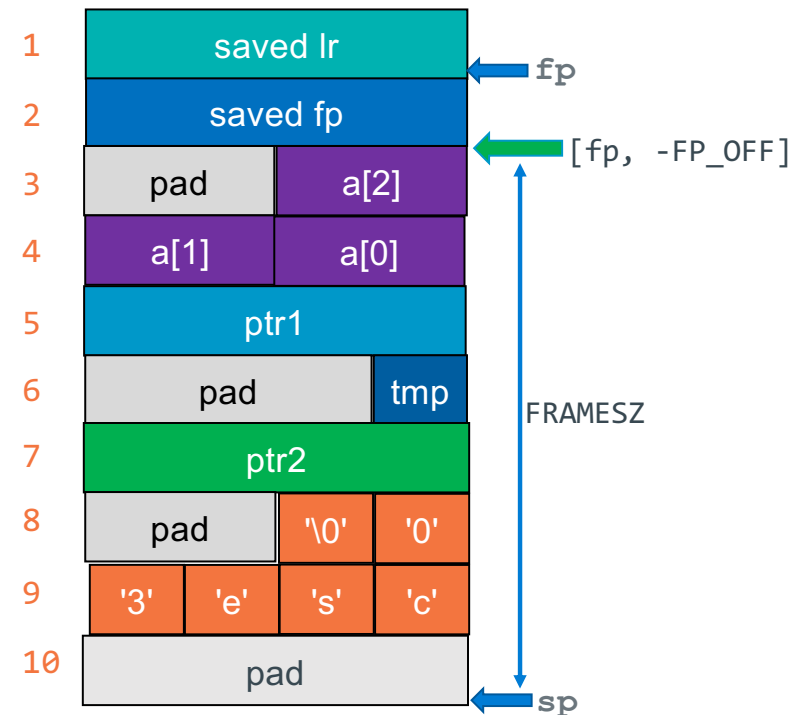 1 saved lr
fp
2 saved fp
[fp, -FP_OFF]
3 pad a[2]
4 a[1] a[0]
5 ptr1
6 pad tmp
FRAMESZ
7 ptr2
8 pad '\0' '0'
9 '3' 'e' 's' 'c'
10 pad
sp